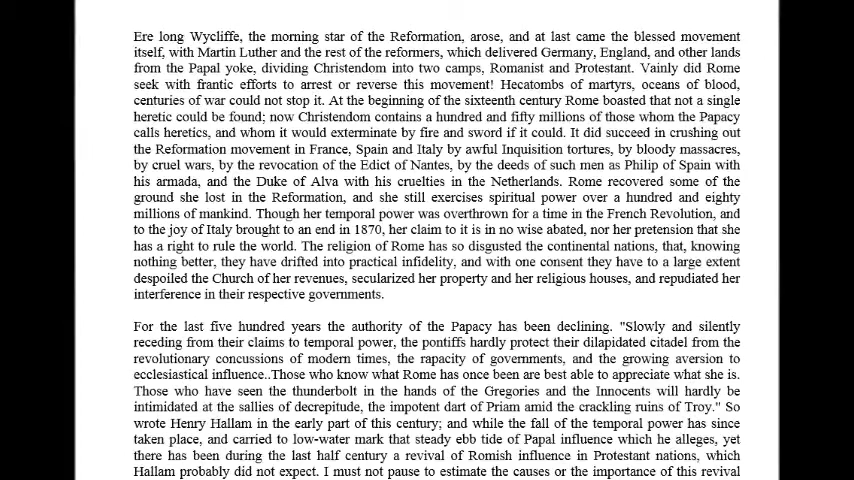 Ere long Wycliffe, the morning star of the Reformation, arose, and at last came the blessed movement
itself, with Martin Luther and the rest of the reformers, which delivered Germany, England, and other lands
from the Papal yoke, dividing Christendom into two camps, Romanist and Protestant. Vainly did Rome
seek with frantic efforts to arrest or reverse this movement! Hecatombs of martyrs, oceans of blood,
centuries of war could not stop it. At the beginning of the sixteenth century Rome boasted that not a single
heretic could be found; now Christendom contains a hundred and fifty millions of those whom the Papacy
calls heretics, and whom it would exterminate by fire and sword if it could. It did succeed in crushing out
the Reformation movement in France, Spain and Italy by awful Inquisition tortures, by bloody massacres,
by cruel wars, by the revocation of the Edict of Nantes, by the deeds of such men as Philip of Spain with
his armada, and the Duke of Alva with his cruelties in the Netherlands. Rome recovered some of the
ground she lost in the Reformation, and she still exercises spiritual power over a hundred and eighty
millions of mankind. Though her temporal power was overthrown for a time in the French Revolution, and
to the joy of Italy brought to an end in 1870, her claim to it is in no wise abated, nor her pretension that she
has a right to rule the world. The religion of Rome has so disgusted the continental nations, that, knowing
nothing better, they have drifted into practical infidelity, and with one consent they have to a large extent
despoiled the Church of her revenues, secularized her property and her religious houses, and repudiated her
interference in their respective governments.
For the last five hundred years the authority of the Papacy has been declining. "Slowly and silently
receding from their claims to temporal power, the pontiffs hardly protect their dilapidated citadel from the
revolutionary concussions of modern times, the rapacity of governments, and the growing aversion to
ecclesiastical influence..Those who know what Rome has once been are best able to appreciate what she is.
Those who have seen the thunderbolt in the hands of the Gregories and the Innocents will hardly be
intimidated at the sallies of decrepitude, the impotent dart of Priam amid the crackling ruins of Troy." So
wrote Henry Hallam in the early part of this century; and while the fall of the temporal power has since
taken place, and carried to low-water mark that steady ebb tide of Papal influence which he alleges, yet
there has been during the last half century a revival of Romish influence in Protestant nations, which
Hallam probably did not expect. I must not pause to estimate the causes or the importance of this revival